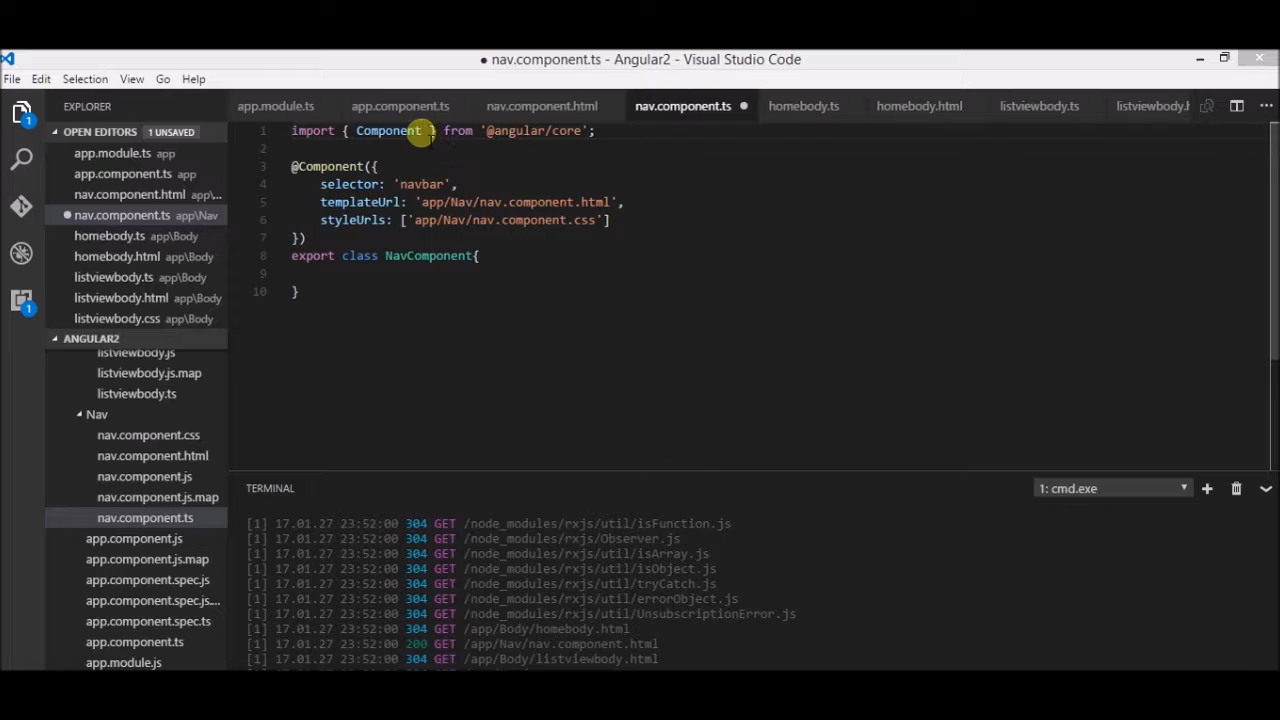 nav.component.ts - Angular2 - Visual Studio Code
File Edit Selection View Go Help
EXPLORER
app.module.ts app.component.ts nav.component.html nav.component.ts homebody.ts homebody.html listviewbody.ts listviewbody.h
OPEN EDITORS 1 UNSAVED
app.module.ts app
app.component.ts app
nav.component.html app\...
nav.component.ts app\Nav
homebody.ts app\Body
homebody.html app\Body
listviewbody.ts app\Body
listviewbody.html app\Body
listviewbody.css app\Body
ANGULAR2
listviewbody.js
listviewbody.js.map
listviewbody.ts
Nav
nav.component.css
nav.component.html
nav.component.js
nav.component.js.map
nav.component.ts
app.component.js
app.component.js.map
app.component.spec.js
app.component.spec.js....
app.component.spec.ts
app.component.ts
app.module.js
1
1
1 import { Component } from '@angular/core';
2
3 @Component({
4 selector: 'navbar',
5 templateUrl: 'app/Nav/nav.component.html',
6 styleUrls: ['app/Nav/nav.component.css']
7 })
8 export class NavComponent{
9
10 }
TERMINAL
1: cmd.exe
[1] 17.01.27 23:52:00 304 GET /node_modules/rxjs/util/isFunction.js
[1] 17.01.27 23:52:00 304 GET /node_modules/rxjs/Observer.js
[1] 17.01.27 23:52:00 304 GET /node_modules/rxjs/util/isArray.js
[1] 17.01.27 23:52:00 304 GET /node_modules/rxjs/util/isObject.js
[1] 17.01.27 23:52:00 304 GET /node_modules/rxjs/util/tryCatch.js
[1] 17.01.27 23:52:00 304 GET /node_modules/rxjs/util/errorObject.js
[1] 17.01.27 23:52:00 304 GET /node_modules/rxjs/util/UnsubscriptionError.js
[1] 17.01.27 23:52:00 304 GET /app/Body/homebody.html
[1] 17.01.27 23:52:00 200 GET /app/Nav/nav.component.html
[1] 17.01.27 23:52:00 304 GET /app/Body/listviewbody.html